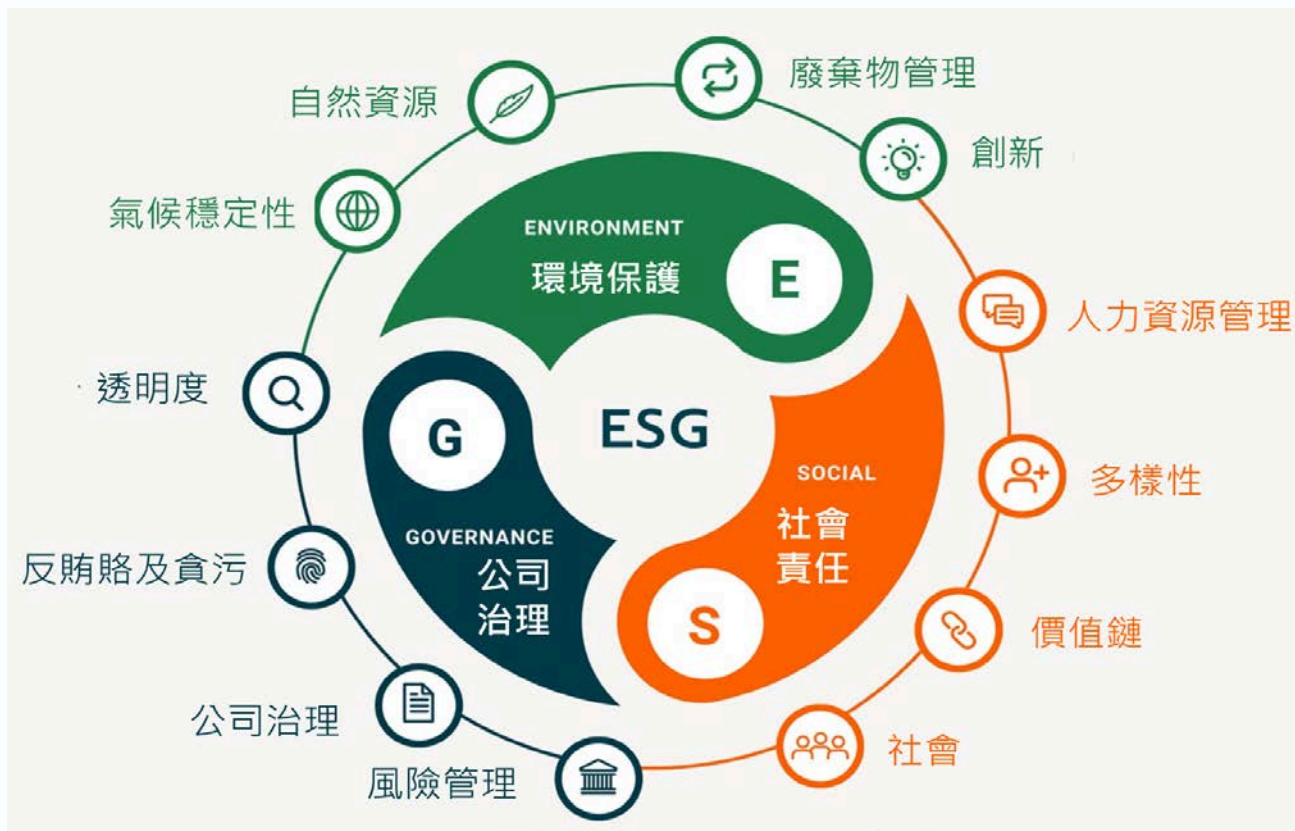 自然資源
廢棄物管理
創新
氣候穩定性
ENVIRONMENT
環境保護
E
人力資源管理
透明度
G
ESG
SOCIAL
社會
責任
多樣性
GOVERNANCE
公司
治理
反賄賂及貪污
S
價值鏈
公司治理
社會
風險管理